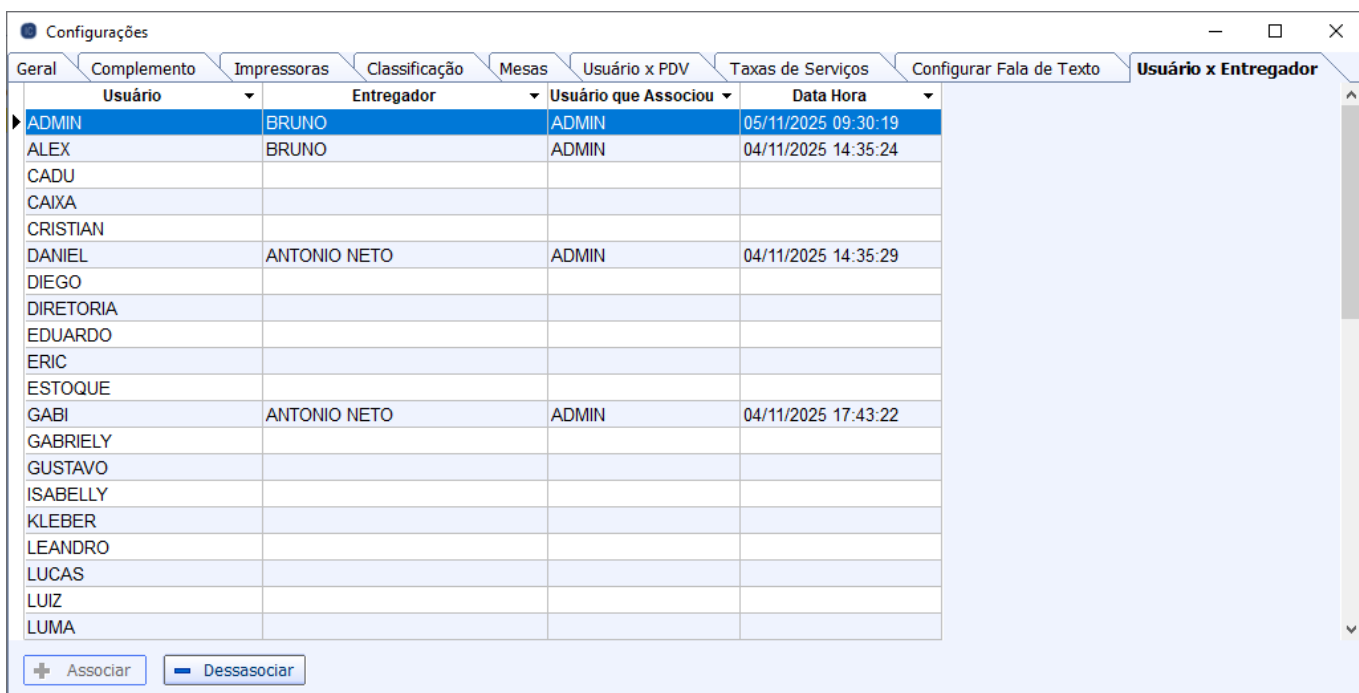 Configurações
Geral Complemento Impressoras Classificação Mesas Usuário x PDV Taxas de Serviços Configurar Fala de Texto Usuário x Entregador
Usuário Entregador Usuário que Associou Data Hora
ADMIN BRUNO ADMIN 05/11/2025 09:30:19
ALEX BRUNO ADMIN 04/11/2025 14:35:24
CADU
CAIXA
CRISTIAN
DANIEL ANTONIO NETO ADMIN 04/11/2025 14:35:29
DIEGO
DIRETORIA
EDUARDO
ERIC
ESTOQUE
GABI ANTONIO NETO ADMIN 04/11/2025 17:43:22
GABRIELY
GUSTAVO
ISABELLY
KLEBER
LEANDRO
LUCAS
LUIZ
LUMA
Associar Dessasociar